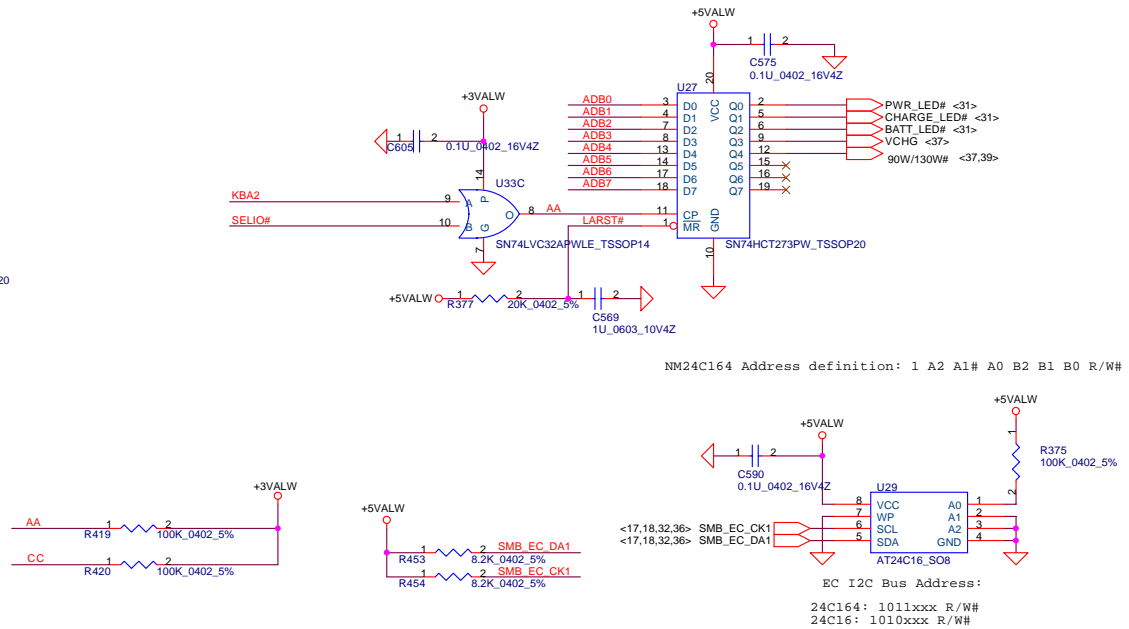 +5VALW
1 2
C575
0.1U_0402_16V4Z
20
U27
VCC
ADB0 3 D0 Q0 2 PWR_LED# <31>
ADB1 4 D1 Q1 5 CHARGE_LED# <31>
ADB2 7 D2 Q2 6 BATT_LED# <31>
ADB3 8 D3 Q3 9 VCHG <37>
ADB4 13 D4 Q4 12 90W/130W# <37,39>
ADB5 14 D5 Q5 15
ADB6 17 D6 Q6 16
ADB7 18 D7 Q7 19
11 CP
LARST# 1 MR
GND
10
SN74HCT273PW_TSSOP20
+3VALW
1 2
C605 0.1U_0402_16V4Z
14
U33C
KBA2 9 A P
O 8 AA
SELIO# 10 B G
7
SN74LVC32APWLE_TSSOP14
20
+5VALW 1 2
R377 20K_0402_5%
1 2
C569
1U_0603_10V4Z
NM24C164 Address definition: 1 A2 A1# A0 B2 B1 B0 R/W#
+5VALW
1
R375
100K_0402_5%
2
+5VALW
1 2
C590
0.1U_0402_16V4Z
U29
8 VCC A0 1
7 WP A1 2
<17,18,32,36> SMB_EC_CK1 6 SCL A2 3
<17,18,32,36> SMB_EC_DA1 5 SDA GND 4
AT24C16_SO8
EC I2C Bus Address:
24C164: 1011xxx R/W#
24C16: 1010xxx R/W#
+3VALW
AA 1 2
R419 100K_0402_5%
CC 1 2
R420 100K_0402_5%
+5VALW
1 2 SMB_EC_DA1
R453 8.2K_0402_5%
1 2 SMB_EC_CK1
R454 8.2K_0402_5%